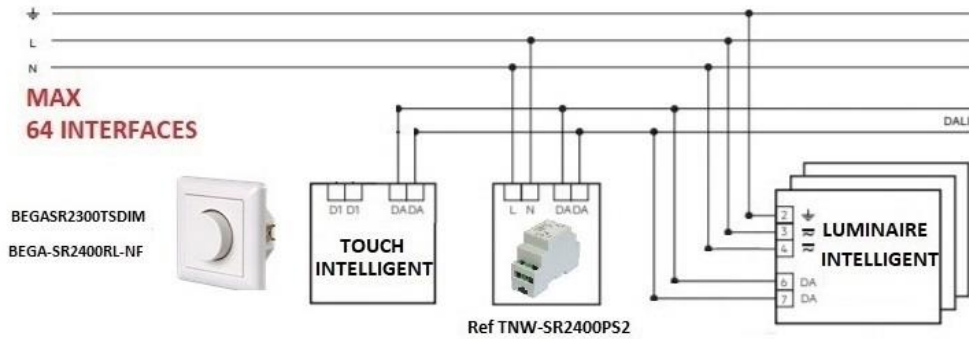 L
N
MAX
64 INTERFACES
DALI
BEGASR2300TSDIM
BEGA-SR2400RL-NF
D1 D1
DA DA
TOUCH
INTELLIGENT
L N
DA DA
Ref TNW-SR2400PS2
2
3
4
6 DA
7 DA
LUMINAIRE
INTELLIGENT